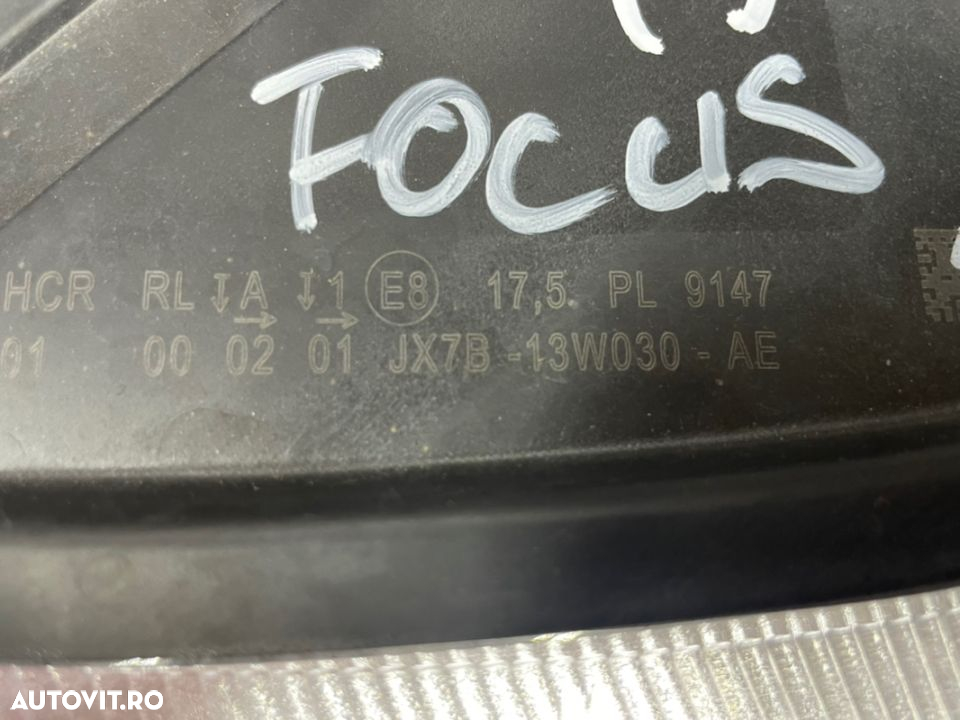 FOCUS
HCR RL A 1 E8 17,5. PL 9147
01 00 02 01 JX7B - 13W030 - AE
AUTOVIT.RO